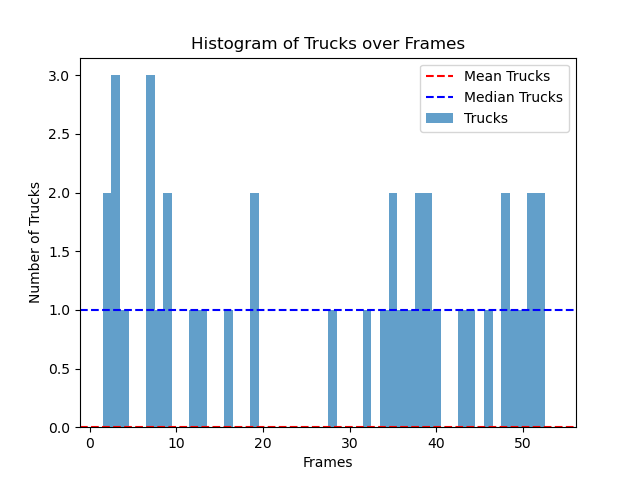 Histogram of Trucks over Frames
Mean Trucks
Median Trucks
Trucks
Number of Trucks
3.0
2.5
2.0
1.5
1.0
0.5
0.0
0 10 20 30 40 50
Frames